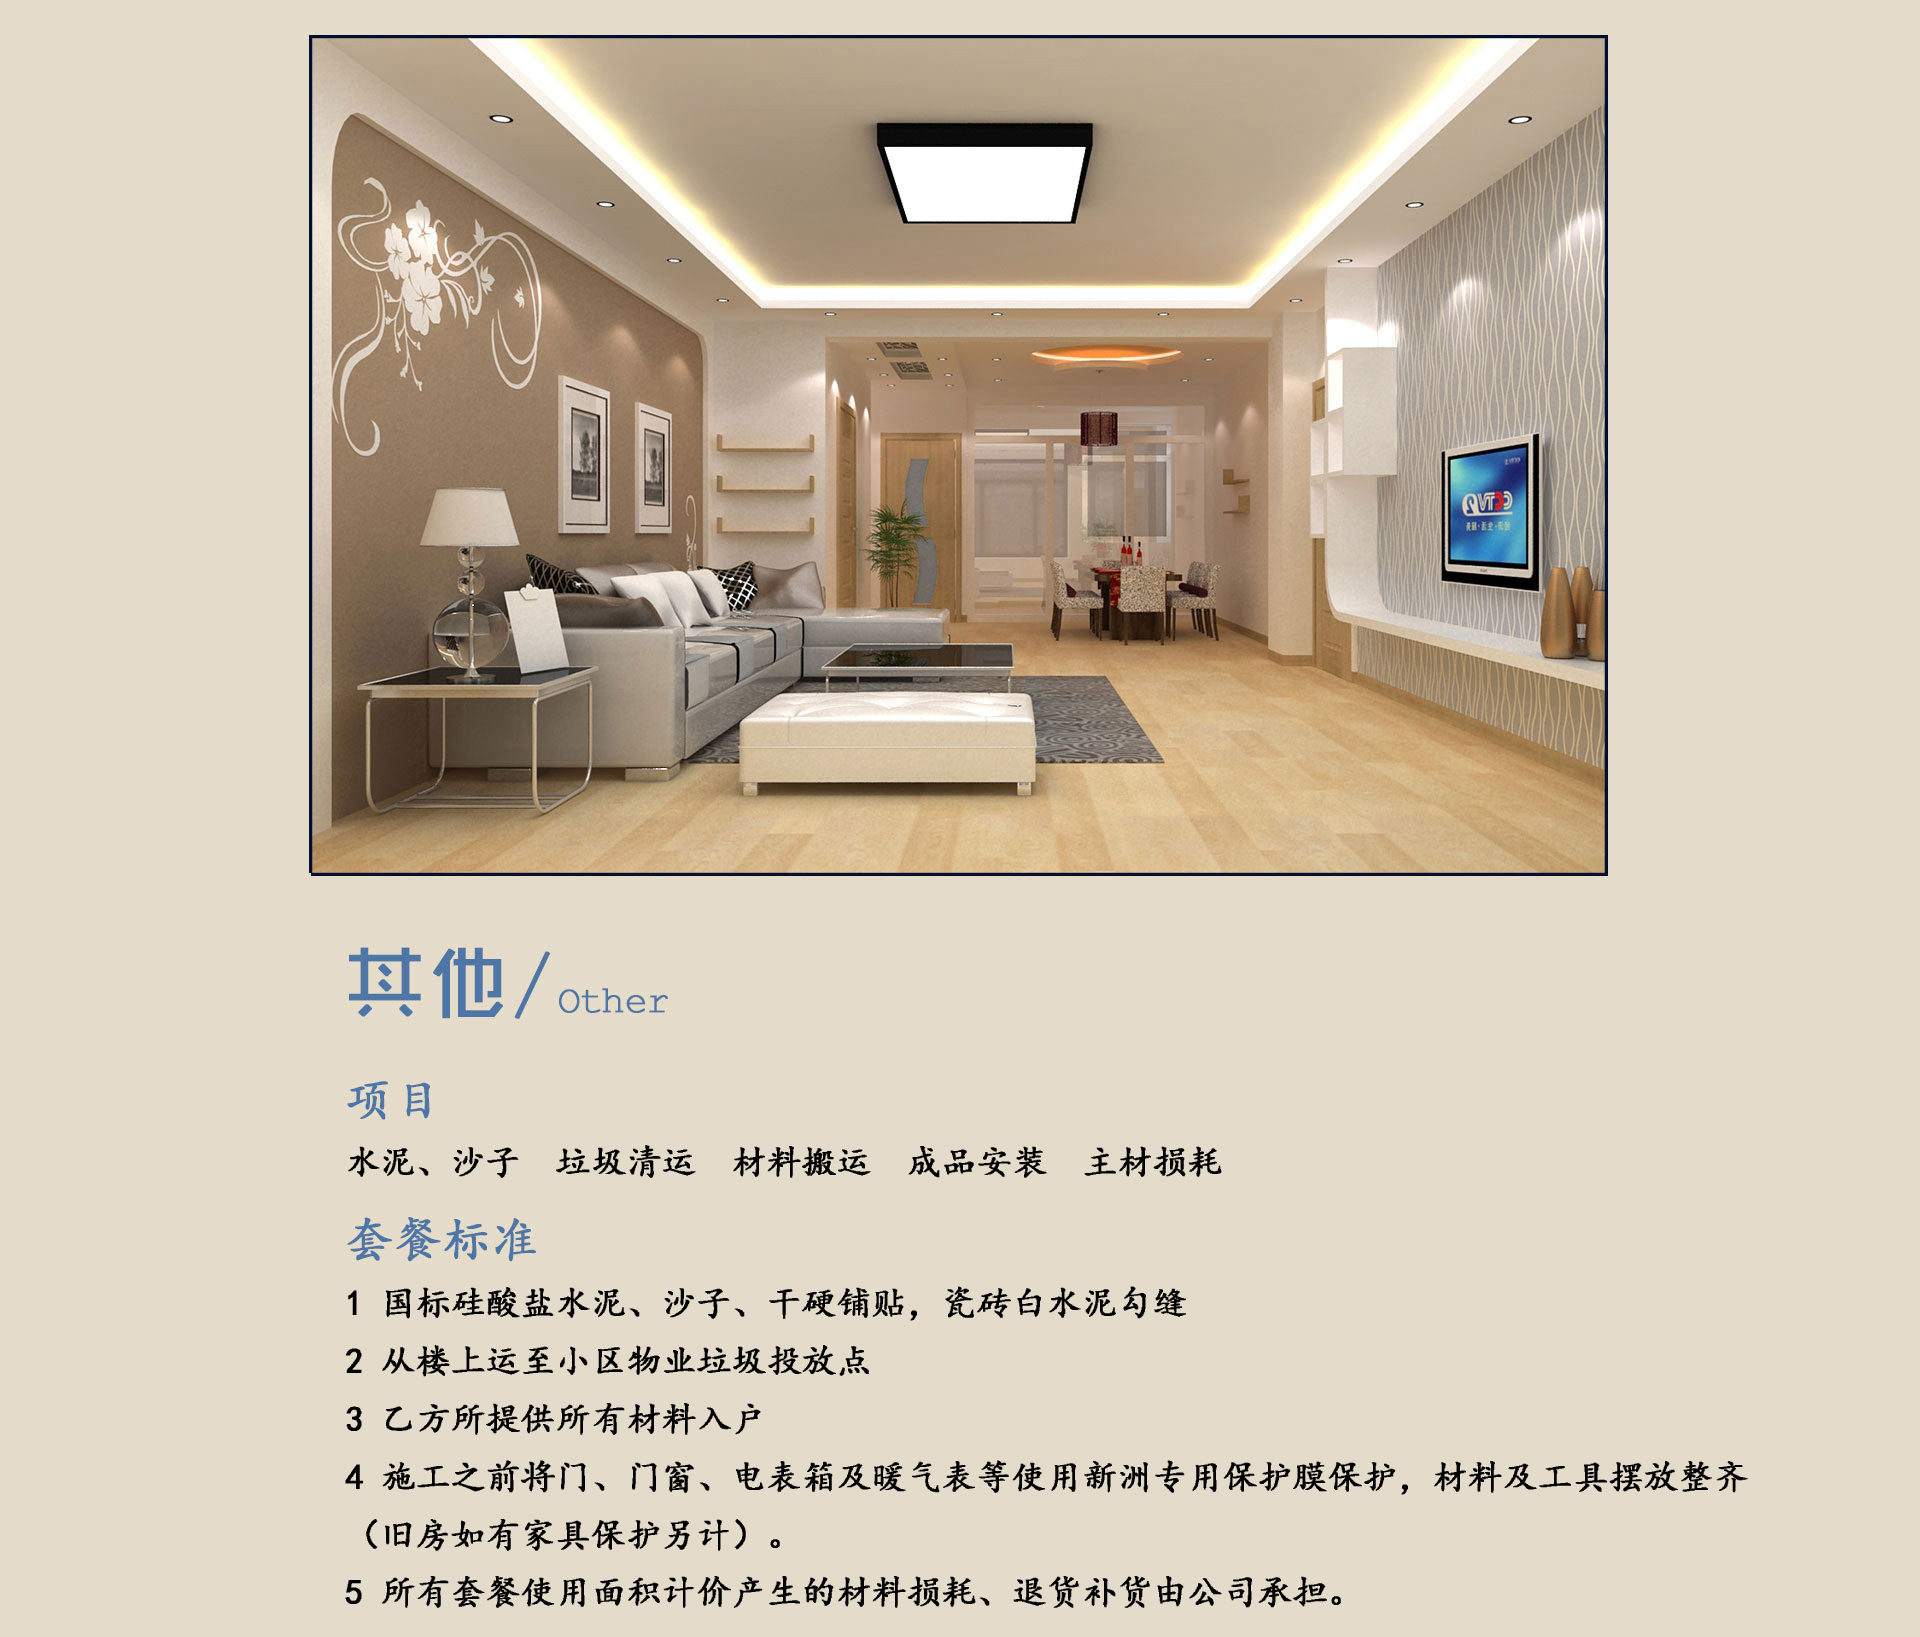 其他/Other
项目
水泥、沙子 垃圾清运 材料搬运 成品安装 主材损耗
套餐标准
1 国标硅酸盐水泥、沙子、干硬铺贴，瓷砖白水泥勾缝
2 从楼上运至小区物业垃圾投放点
3 乙方所提供所有材料入户
4 施工之前将门、门窗、电表箱及暖气表等使用新洲专用保护膜保护，材料及工具摆放整齐
（旧房如有家具保护另计）。
5 所有套餐使用面积计价产生的材料损耗、退货补货由公司承担。